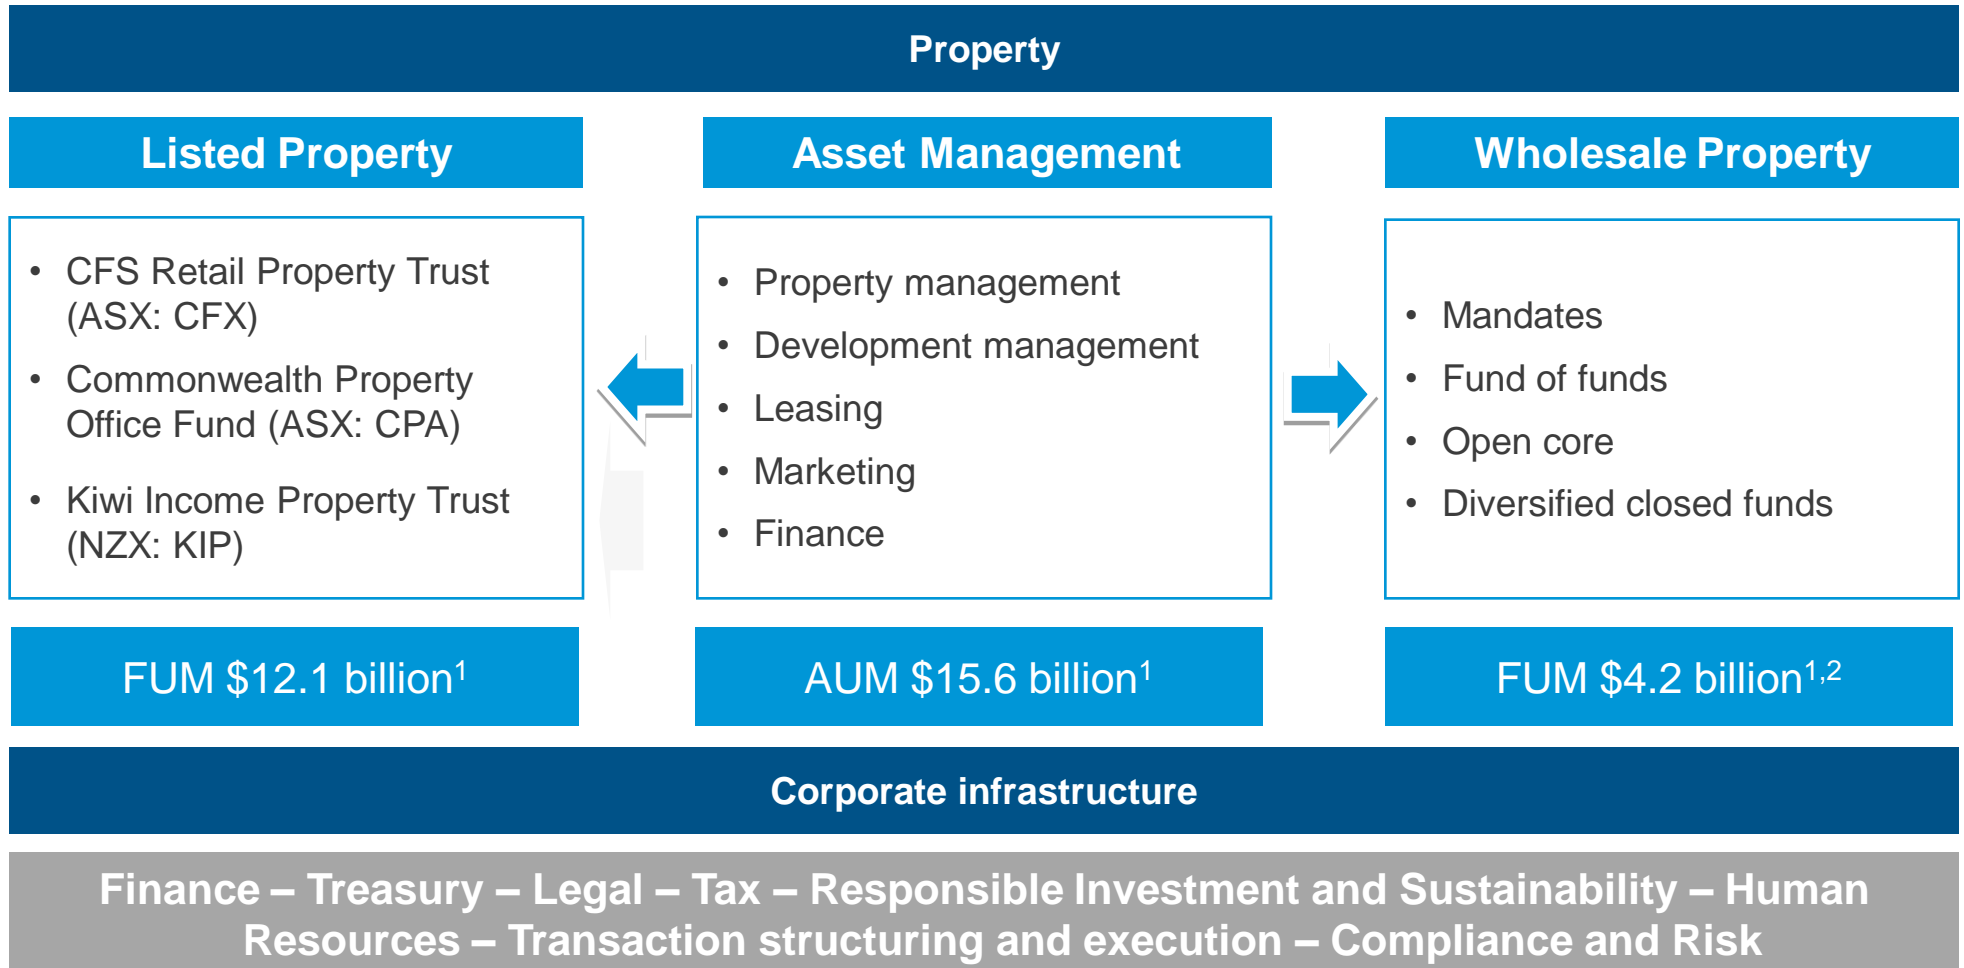 Property
Listed Property
• CFS Retail Property Trust
(ASX: CFX)
• Commonwealth Property
Office Fund (ASX: CPA)
• Kiwi Income Property Trust
(NZX: KIP)
FUM $12.1 billion¹
Asset Management
• Property management
• Development management
• Leasing
• Marketing
• Finance
AUM $15.6 billion¹
Wholesale Property
• Mandates
• Fund of funds
• Open core
• Diversified closed funds
FUM $4.2 billion¹,²
Corporate infrastructure
Finance – Treasury – Legal – Tax – Responsible Investment and Sustainability – Human
Resources – Transaction structuring and execution – Compliance and Risk